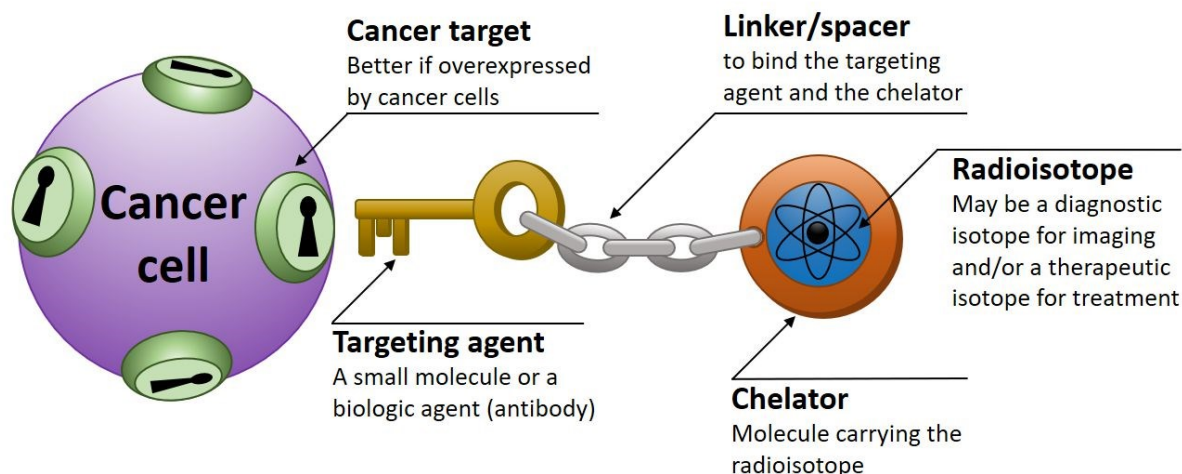 Cancer target
Better if overexpressed
by cancer cells
Linker/spacer
to bind the targeting
agent and the chelator
Cancer
cell
Radioisotope
May be a diagnostic
isotope for imaging
and/or a therapeutic
isotope for treatment
Targeting agent
A small molecule or a
biologic agent (antibody)
Chelator
Molecule carrying the
radioisotope